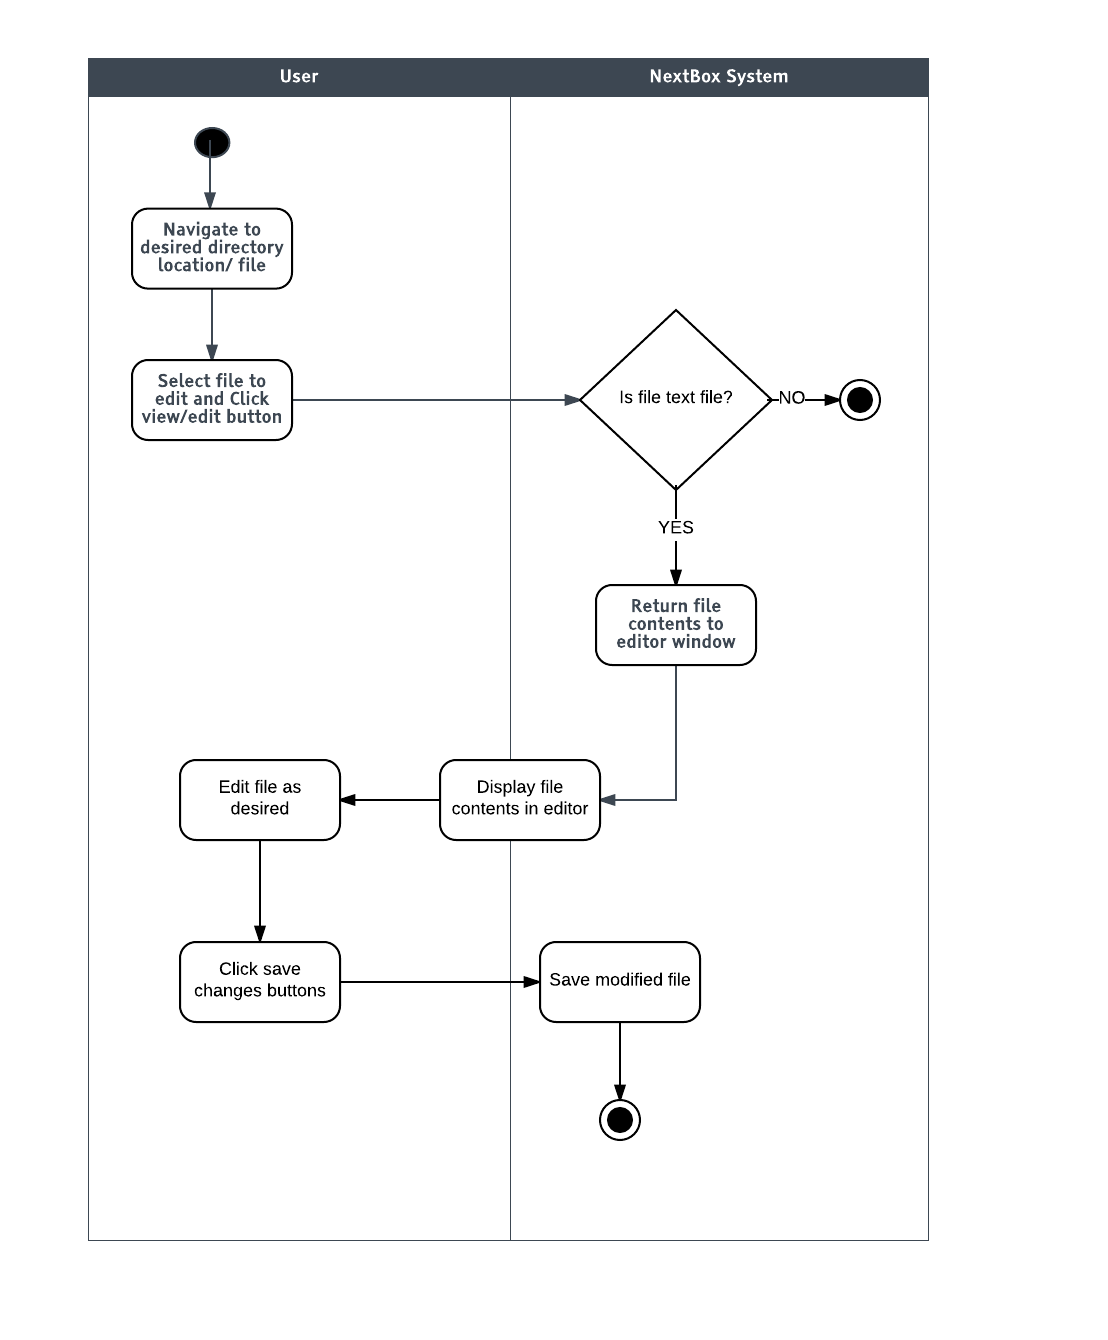 User
NextBox System
Navigate to
desired directory
location/ file
Select file to
edit and Click
view/edit button
Is file text file?
NO
YES
Return file
contents to
editor window
Edit file as
desired
Display file
contents in editor
Click save
changes buttons
Save modified file